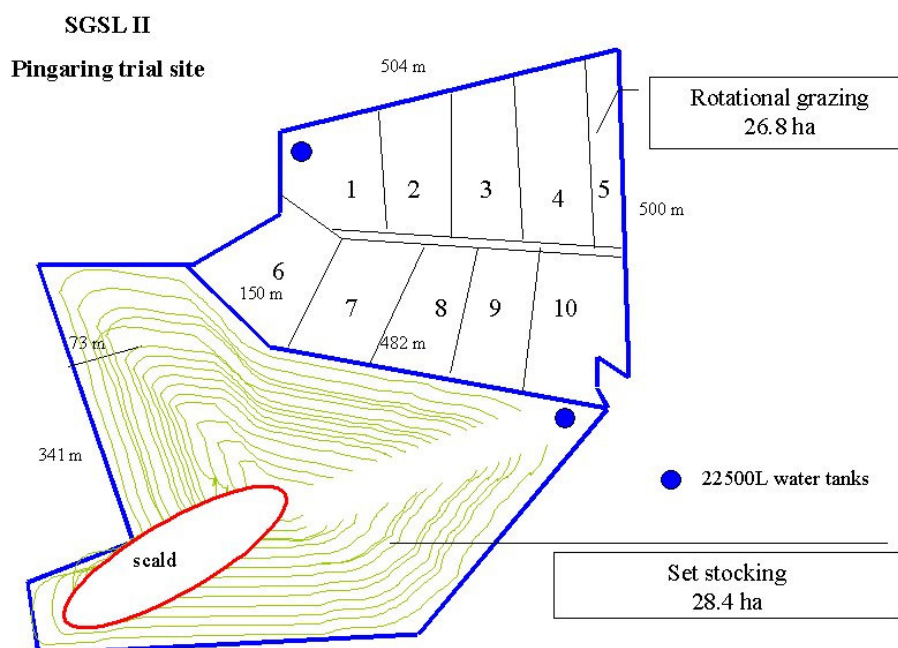 SGSL II
Pingaring trial site
504 m
Rotational grazing
26.8 ha
1
2
3
4
5
500 m
6
150 m
7
8
9
10
482 m
73 m
341 m
22500L water tanks
scald
Set stocking
28.4 ha